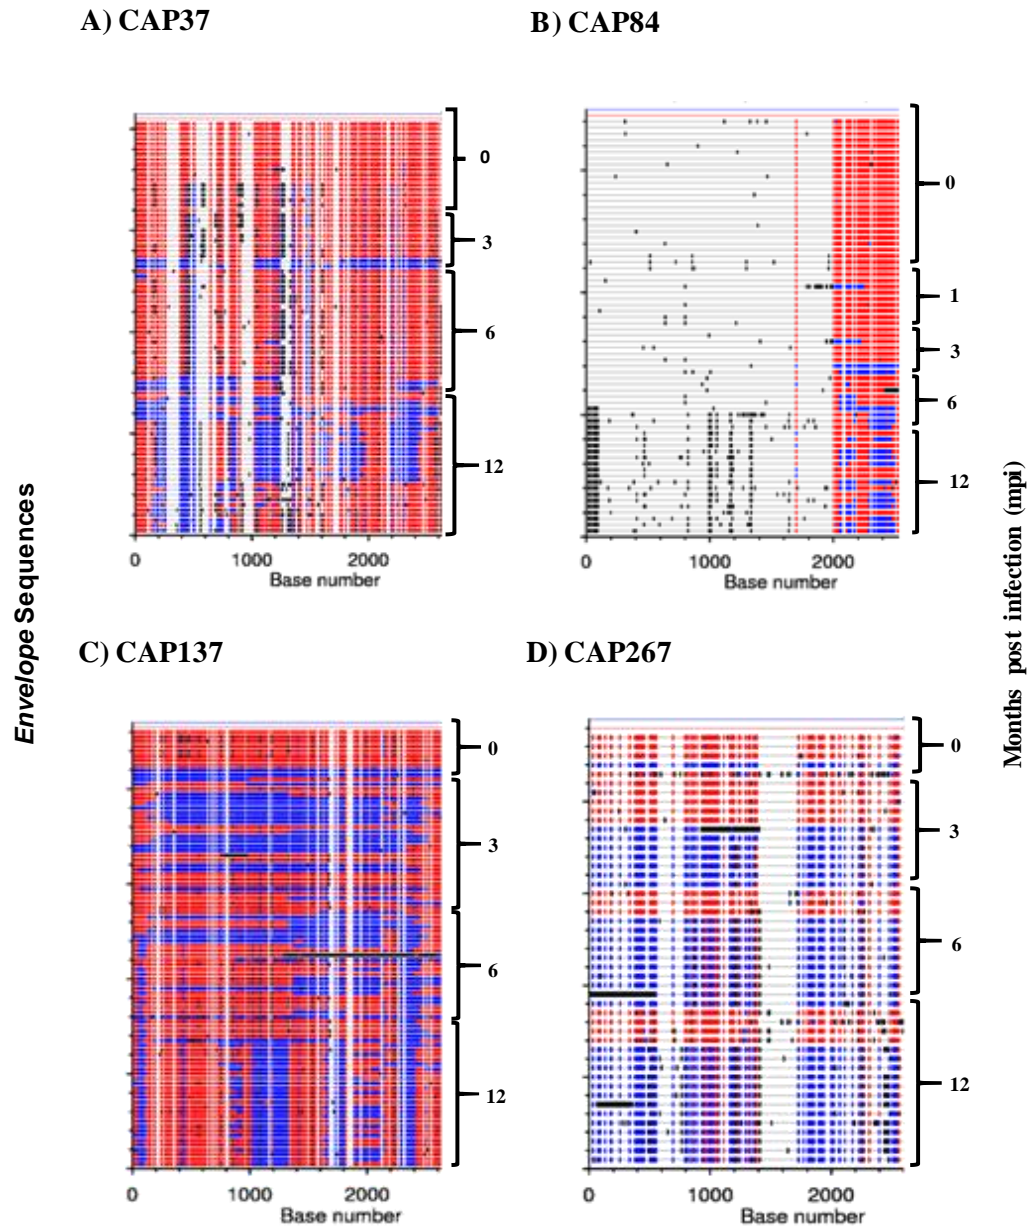 A) CAP37
B) CAP84
0
3
6
12
0
1000
2000
Base number
0
1
3
6
12
0
1000
2000
Base number
Envelope Sequences
Months post infection (mpi)
C) CAP137
D) CAP267
0
3
6
12
0
1000
2000
Base number
0
3
6
12
0
1000
2000
Base number